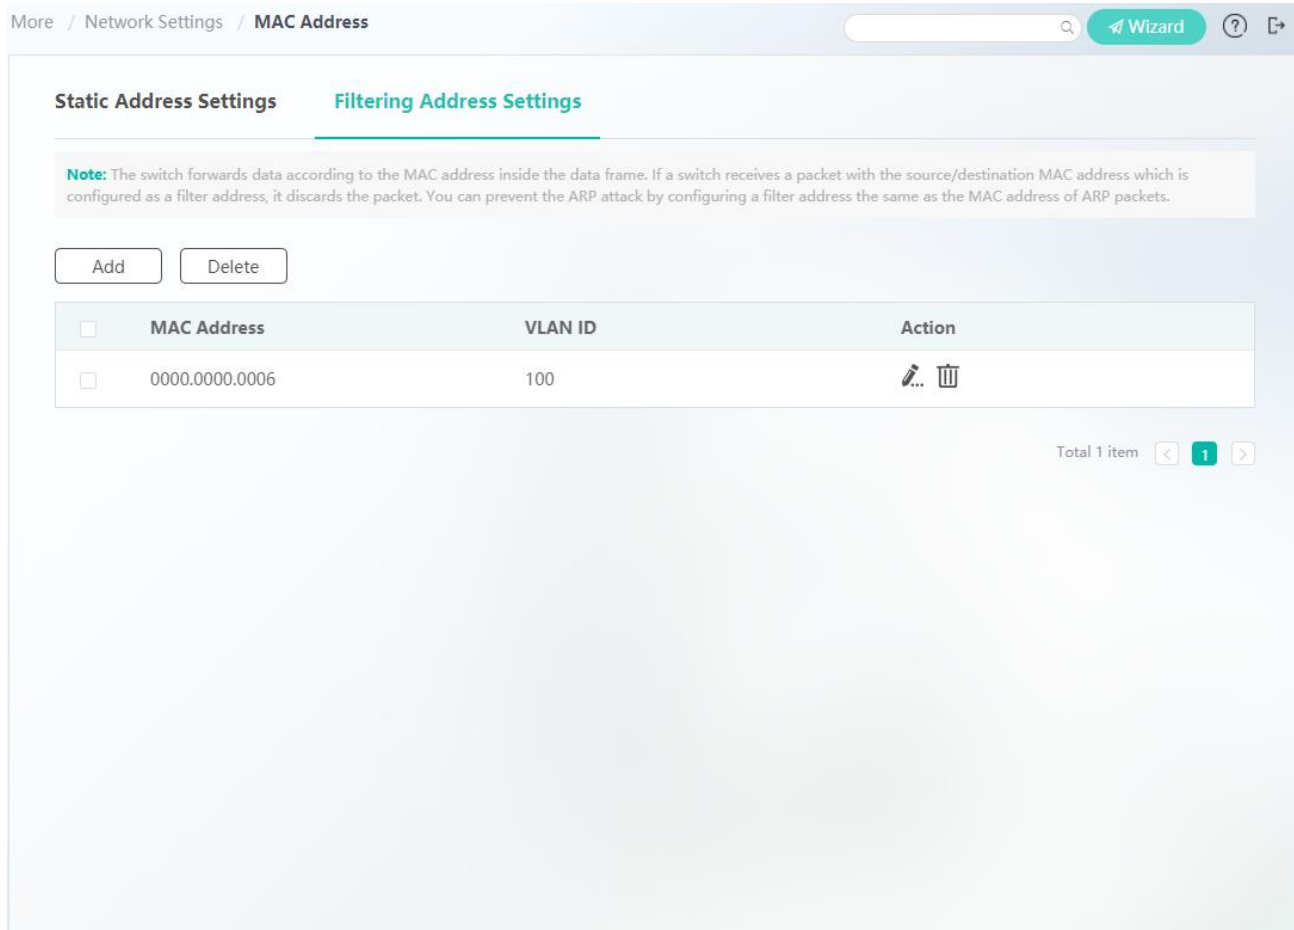 More / Network Settings / MAC Address
Wizard
Static Address Settings
Filtering Address Settings
Note: The switch forwards data according to the MAC address inside the data frame. If a switch receives a packet with the source/destination MAC address which is
configured as a filter address, it discards the packet. You can prevent the ARP attack by configuring a filter address the same as the MAC address of ARP packets.
Add
Delete
MAC Address VLAN ID Action
0000.0000.0006 100
Total 1 item < 1 >